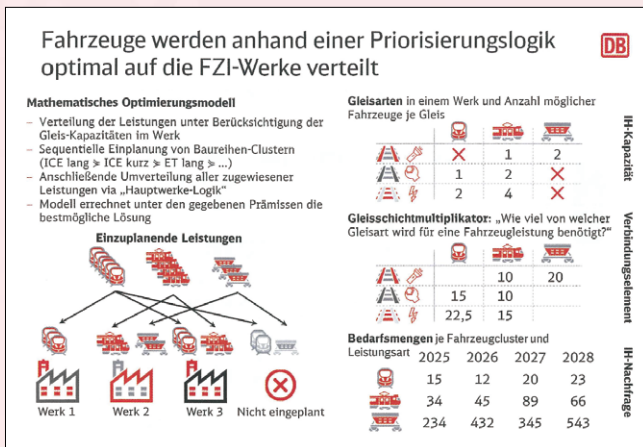 Fahrzeuge werden anhand einer Priorisierungslogik
optimal auf die FZI-Werke verteilt
DB
Mathematisches Optimierungsmodell
– Verteilung der Leistungen unter Berücksichtigung der
Gleis-Kapazitäten im Werk
– Sequentielle Einplanung von Baureihen-Clustern
(ICE lang ≽ ICE kurz ≽ ET lang ≽ ...)
– Anschließende Umverteilung aller zugewiesener
Leistungen via „Hauptwerke-Logik"
– Modell errechnet unter den gegebenen Prämissen die
bestmögliche Lösung
Einzuplanende Leistungen
Werk 1 Werk 2 Werk 3 Nicht eingeplant
Gleisarten in einem Werk und Anzahl möglicher
Fahrzeuge je Gleis
1 2
1 2
2 4
IH-Kapazität
Gleisschichtmultiplikator: „Wie viel von welcher
Gleisart wird für eine Fahrzeugleistung benötigt?"
10 20
15 10
22,5 15
Verbindungselement
Bedarfsmengen je Fahrzeugcluster und
Leistungsart
2025 2026 2027 2028
15 12 20 23
34 45 89 66
234 432 345 543
IH-Nachfrage